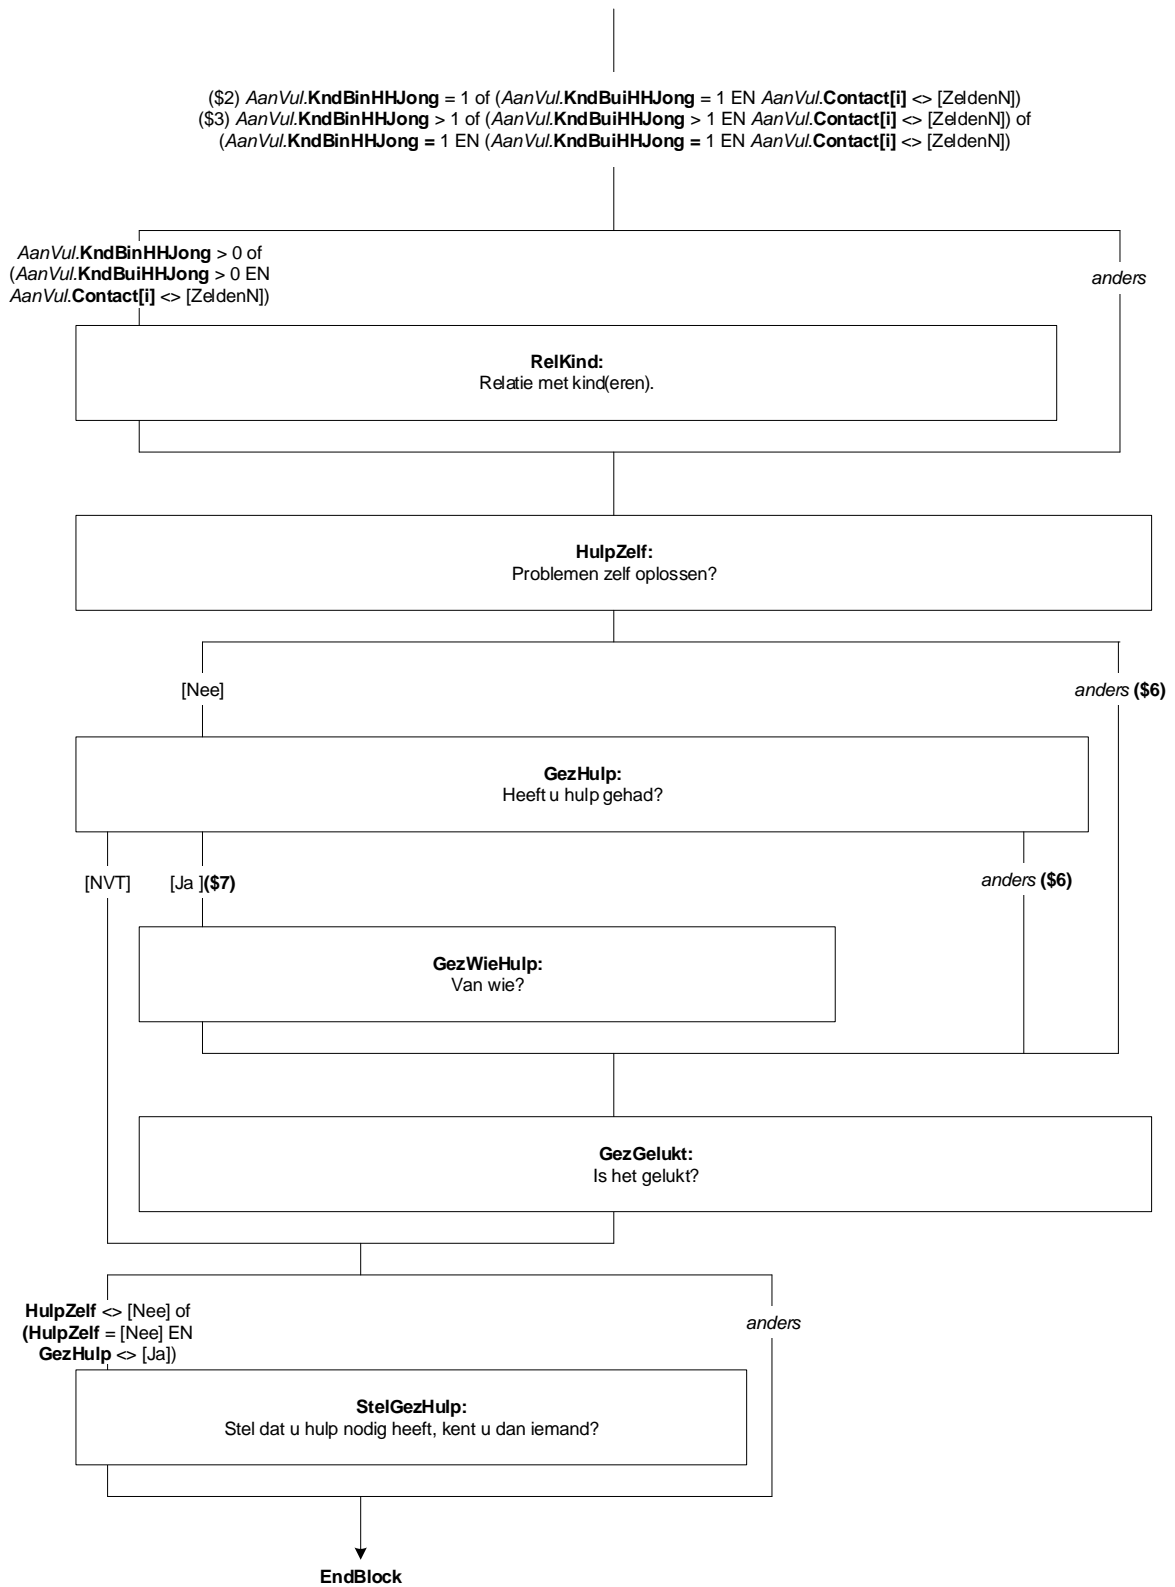 ($2) AanVul.KndBinHHJong = 1 of (AanVul.KndBuiHHJong = 1 EN AanVul.Contact[i] <> [ZeldenN])
($3) AanVul.KndBinHHJong > 1 of (AanVul.KndBuiHHJong > 1 EN AanVul.Contact[i] <> [ZeldenN]) of
(AanVul.KndBinHHJong = 1 EN (AanVul.KndBuiHHJong = 1 EN AanVul.Contact[i] <> [ZeldenN])
AanVul.KndBinHHJong > 0 of
(AanVul.KndBuiHHJong > 0 EN
AanVul.Contact[i] <> [ZeldenN])
anders
RelKind:
Relatie met kind(eren).
HulpZelf:
Problemen zelf oplossen?
[Nee]
anders ($6)
GezHulp:
Heeft u hulp gehad?
[NVT]
[Ja ]($7)
anders ($6)
GezWieHulp:
Van wie?
GezGelukt:
Is het gelukt?
HulpZelf <> [Nee] of
(HulpZelf = [Nee] EN
GezHulp <> [Ja])
anders
StelGezHulp:
Stel dat u hulp nodig heeft, kent u dan iemand?
EndBlock